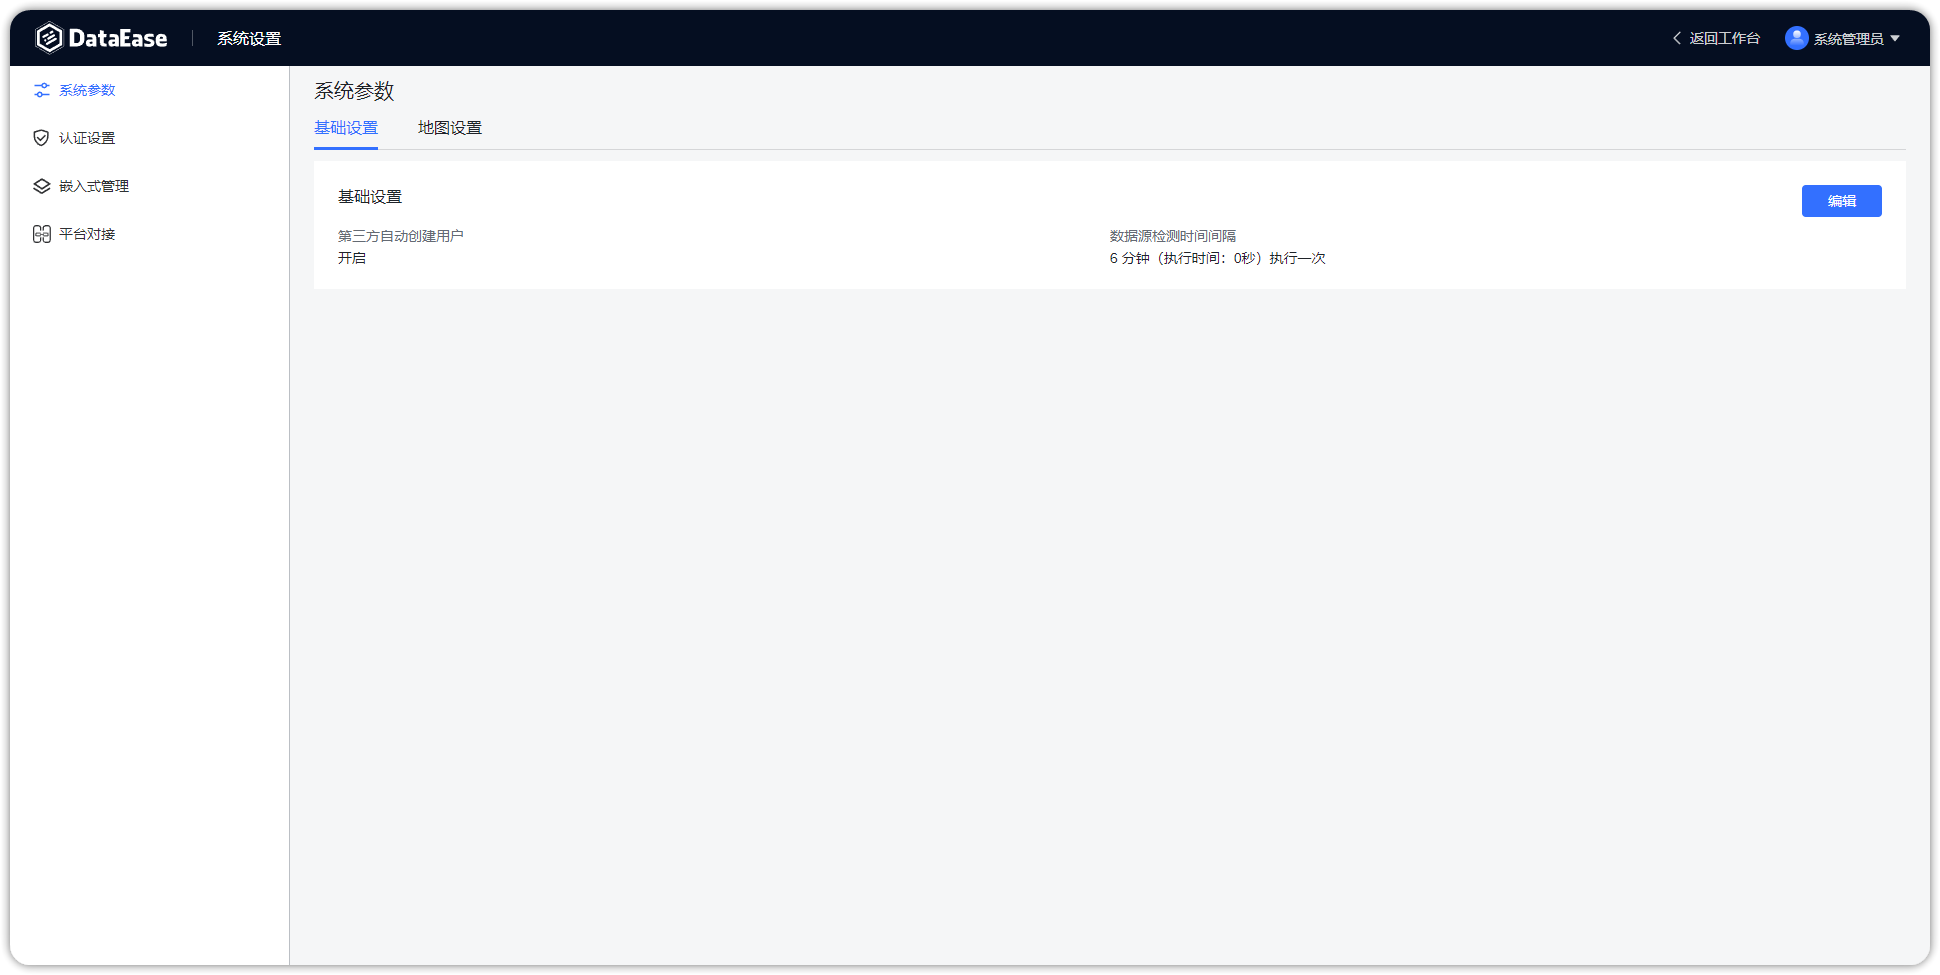 DataEase 系统设置 返回工作台 系统管理员
系统参数
认证设置
嵌入式管理
平台对接
系统参数
基础设置 地图设置
基础设置 编辑
第三方自动创建用户
开启
数据源检测时间间隔
6 分钟（执行时间：0秒）执行一次